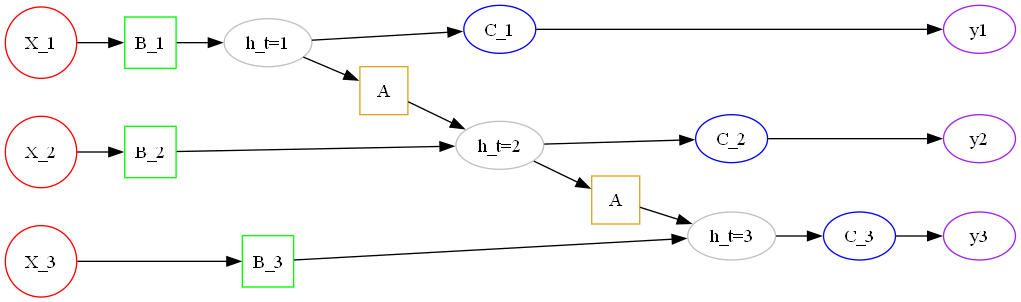 X_1
B_1
h_t=1
C_1
y1
A
X_2
B_2
h_t=2
C_2
y2
A
X_3
B_3
h_t=3
C_3
y3